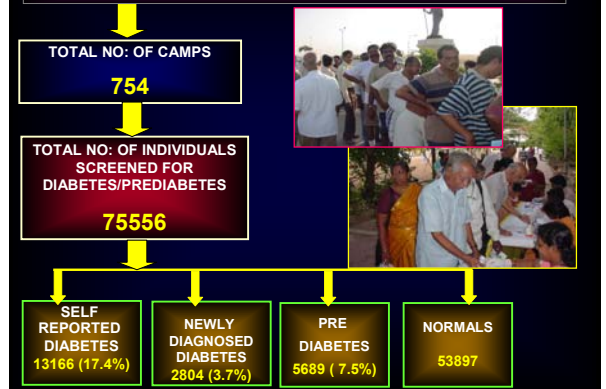 TOTAL NO: OF CAMPS
754
TOTAL NO: OF INDIVIDUALS
SCREENED FOR
DIABETES/PREDIABETES
75556
SELF
REPORTED
DIABETES
13166 (17.4%)
NEWLY
DIAGNOSED
DIABETES
2804 (3.7%)
PRE
DIABETES
5689 ( 7.5%)
NORMALS
53897